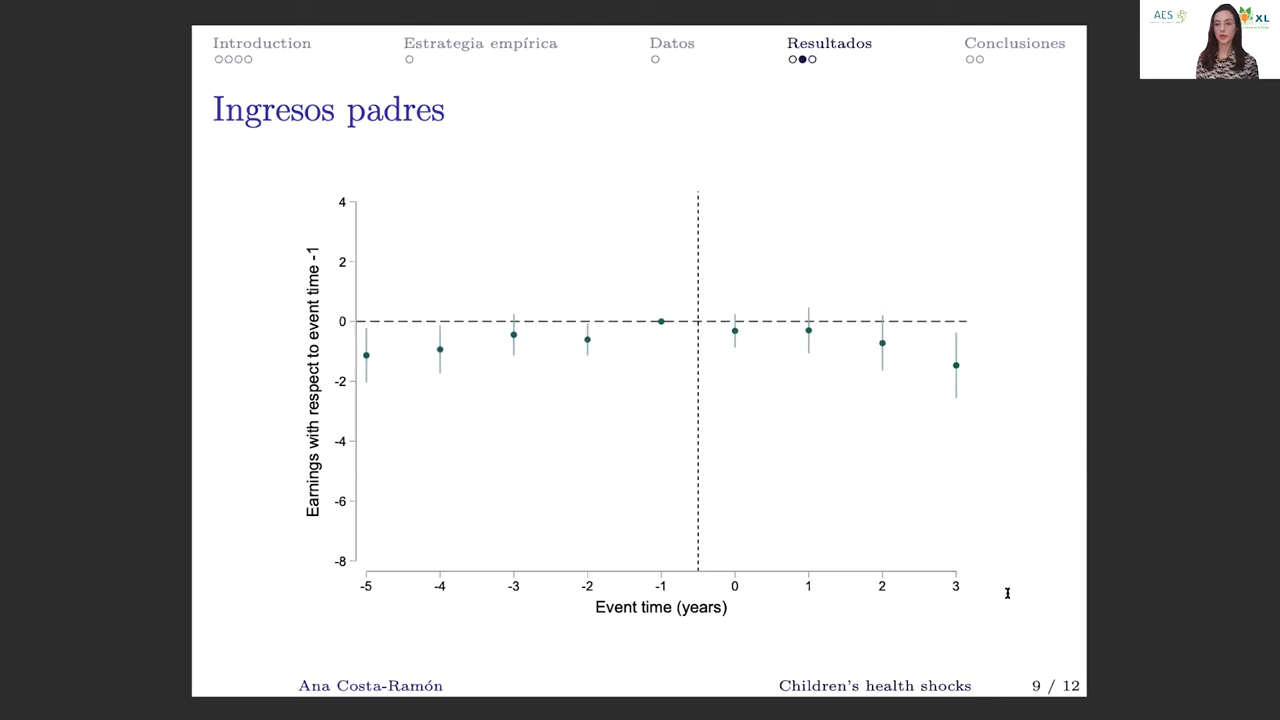 AES
XL
Introduction
Estrategia empírica
Datos
Resultados
Conclusiones
Ingresos padres
4
2
0
-2
-4
-6
-8
Earnings with respect to event time -1
-5
-4
-3
-2
-1
0
1
2
3
Event time (years)
Ana Costa-Ramón
Children's health shocks
9 / 12